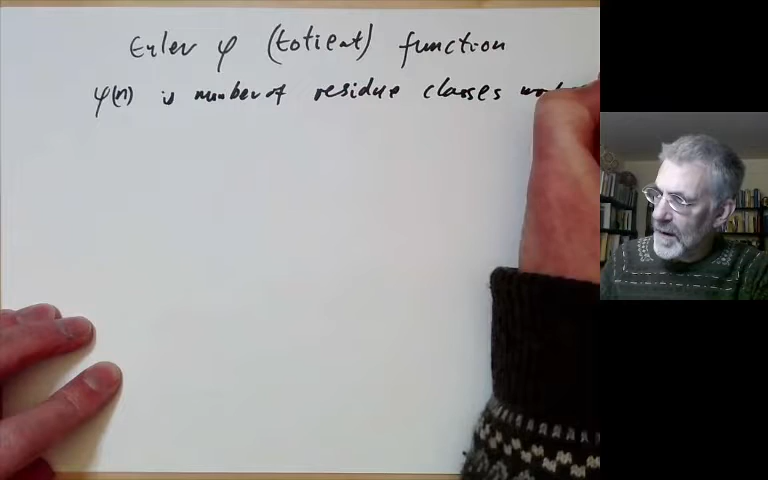 Euler φ (totient) function
φ(n) is number of residue classes